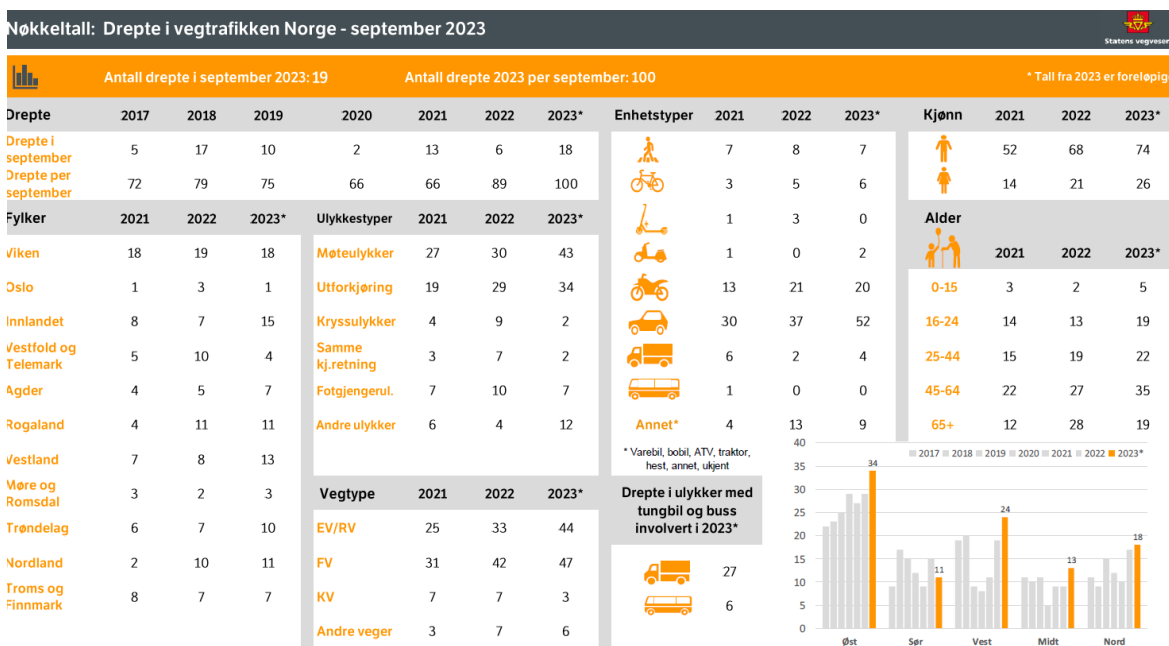 Nøkkeltall: Drepte i vegtrafikken Norge - september 2023
Statens vegvesen
Antall drepte i september 2023: 19 Antall drepte 2023 per september: 100 * Tall fra 2023 er foreløpige
Drepte 2017 2018 2019 2020 2021 2022 2023*
Drepte i
september 5 17 10 2 13 6 18
Drepte per
september 72 79 75 66 66 89 100
Fylker 2021 2022 2023*
Viken 18 19 18
Oslo 1 3 1
Innlandet 8 7 15
Vestfold og
Telemark 5 10 4
Agder 4 5 7
Rogaland 4 11 11
Vestland 7 8 13
Møre og
Romsdal 3 2 3
Trøndelag 6 7 10
Nordland 2 10 11
Troms og
Finnmark 8 7 7
Ulykkestyper 2021 2022 2023*
Møteulykker 27 30 43
Utforkjøring 19 29 34
Kryssulykker 4 9 2
Samme
kj.retning 3 7 2
Fotgjengerul. 7 10 7
Andre ulykker 6 4 12
Vegtype 2021 2022 2023*
EV/RV 25 33 44
FV 31 42 47
KV 7 7 3
Andre veger 3 7 6
Enhetstyper 2021 2022 2023*
7 8 7
3 5 6
1 3 0
1 0 2
13 21 20
30 37 52
6 2 4
1 0 0
Annet* 4 13 9
* Varebil, bobil, ATV, traktor,
hest, annet, ukjent
Drepte i ulykker med
tungbil og buss
involvert i 2023*
27
6
Kjønn 2021 2022 2023*
52 68 74
14 21 26
Alder
2021 2022 2023*
0-15 3 2 5
16-24 14 13 19
25-44 15 19 22
45-64 22 27 35
65+ 12 28 19
2017 2018 2019 2020 2021 2022 2023*
40
35
30
25
20
15
10
5
0
34
11
24
13
18
Øst Sør Vest Midt Nord